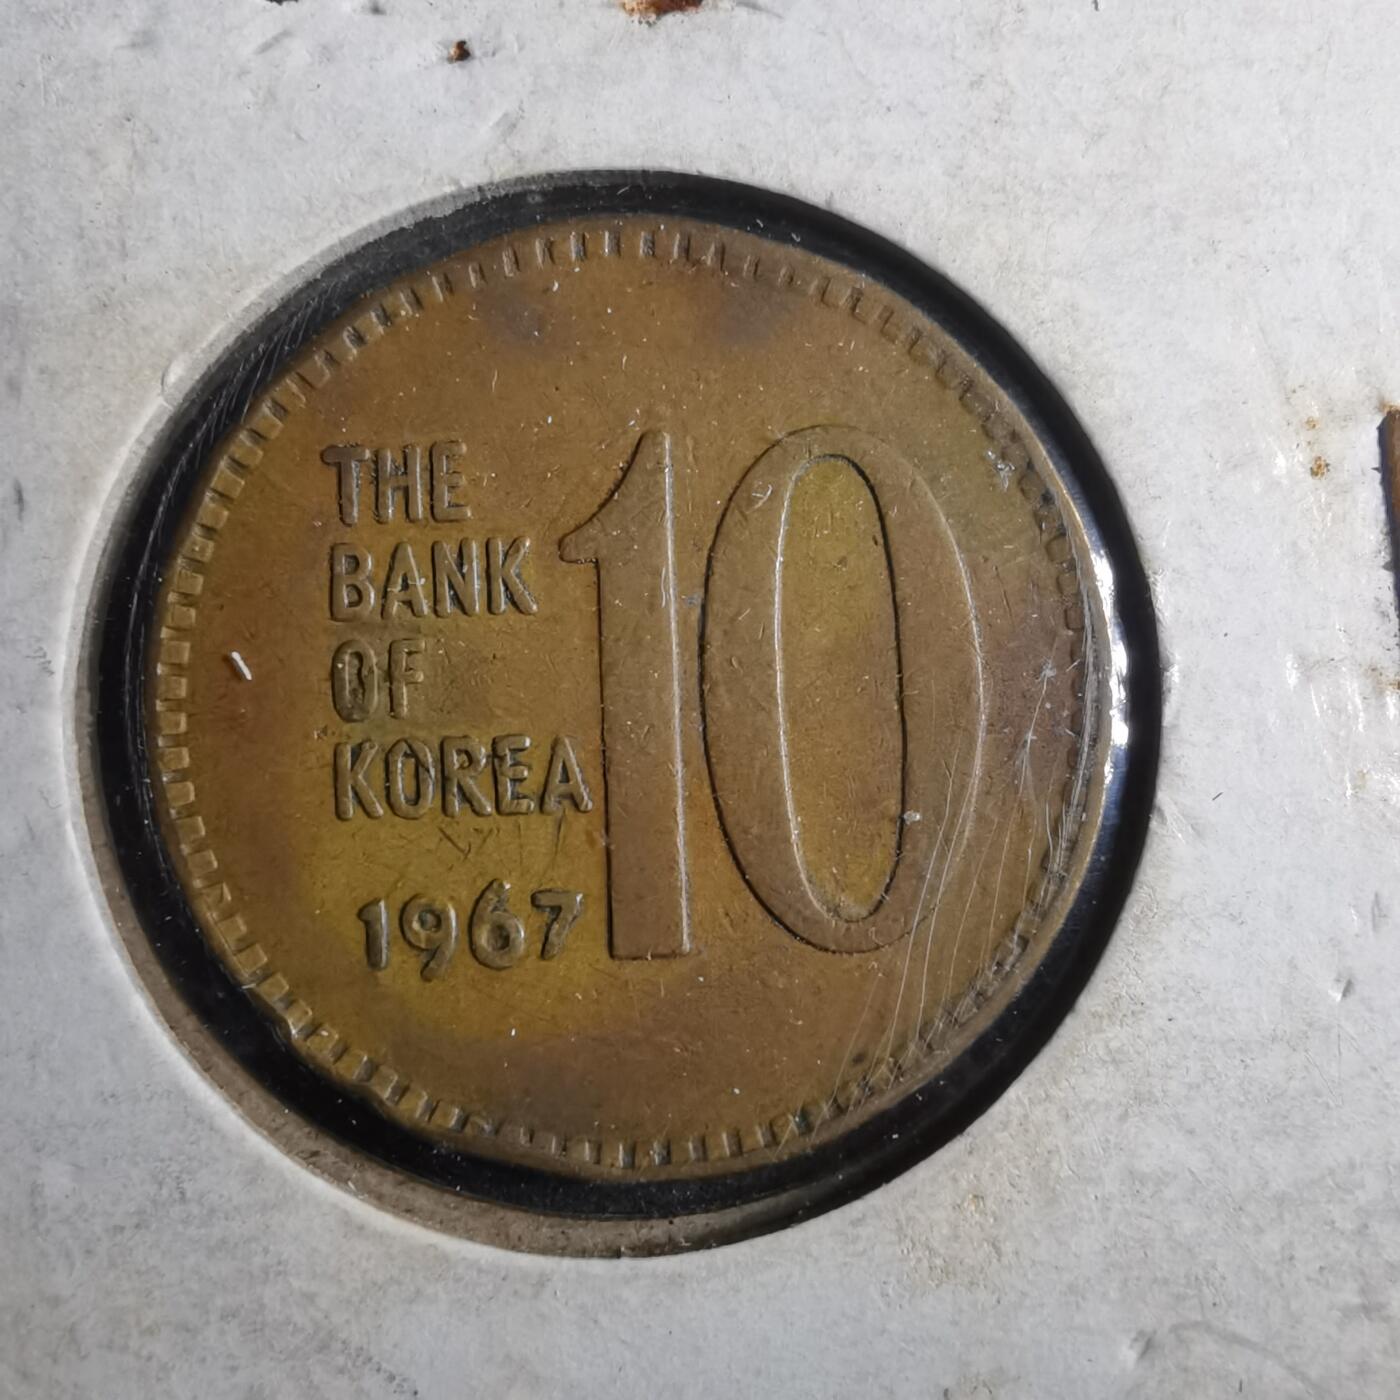 THE
BANK
OF
KOREA
1967
10